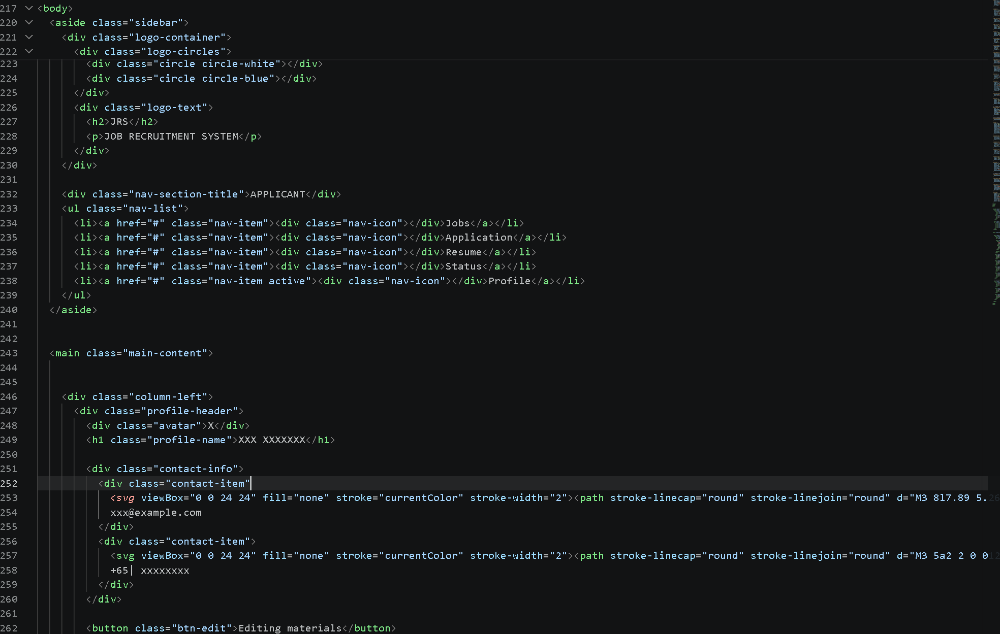 217 <body>
220 <aside class="sidebar">
221 <div class="logo-container">
222 <div class="logo-circles">
223 <div class="circle circle-white"></div>
224 <div class="circle circle-blue"></div>
225 </div>
226 <div class="logo-text">
227 <h2>JRS</h2>
228 <p>JOB RECRUITMENT SYSTEM</p>
229 </div>
230 </div>
231
232 <div class="nav-section-title">APPLICANT</div>
233 <ul class="nav-list">
234 <li><a href="#" class="nav-item"><div class="nav-icon"></div>Jobs</a></li>
235 <li><a href="#" class="nav-item"><div class="nav-icon"></div>Application</a></li>
236 <li><a href="#" class="nav-item"><div class="nav-icon"></div>Resume</a></li>
237 <li><a href="#" class="nav-item"><div class="nav-icon"></div>Status</a></li>
238 <li><a href="#" class="nav-item active"><div class="nav-icon"></div>Profile</a></li>
239 </ul>
240 </aside>
241
242
243 <main class="main-content">
244
245
246 <div class="column-left">
247 <div class="profile-header">
248 <div class="avatar">X</div>
249 <h1 class="profile-name">XXX XXXXXXX</h1>
250
251 <div class="contact-info">
252 <div class="contact-item"
253 <svg viewBox="0 0 24 24" fill="none" stroke="currentColor" stroke-width="2"><path stroke-linecap="round" stroke-linejoin="round" d="M3 8l7.89 5.26
254 xxx@example.com
255 </div>
256 <div class="contact-item">
257 <svg viewBox="0 0 24 24" fill="none" stroke="currentColor" stroke-width="2"><path stroke-linecap="round" stroke-linejoin="round" d="M3 5a2 2 0 012
258 +65| xxxxxxxx
259 </div>
260 </div>
261
262 <button class="btn-edit">Editing materials</button>